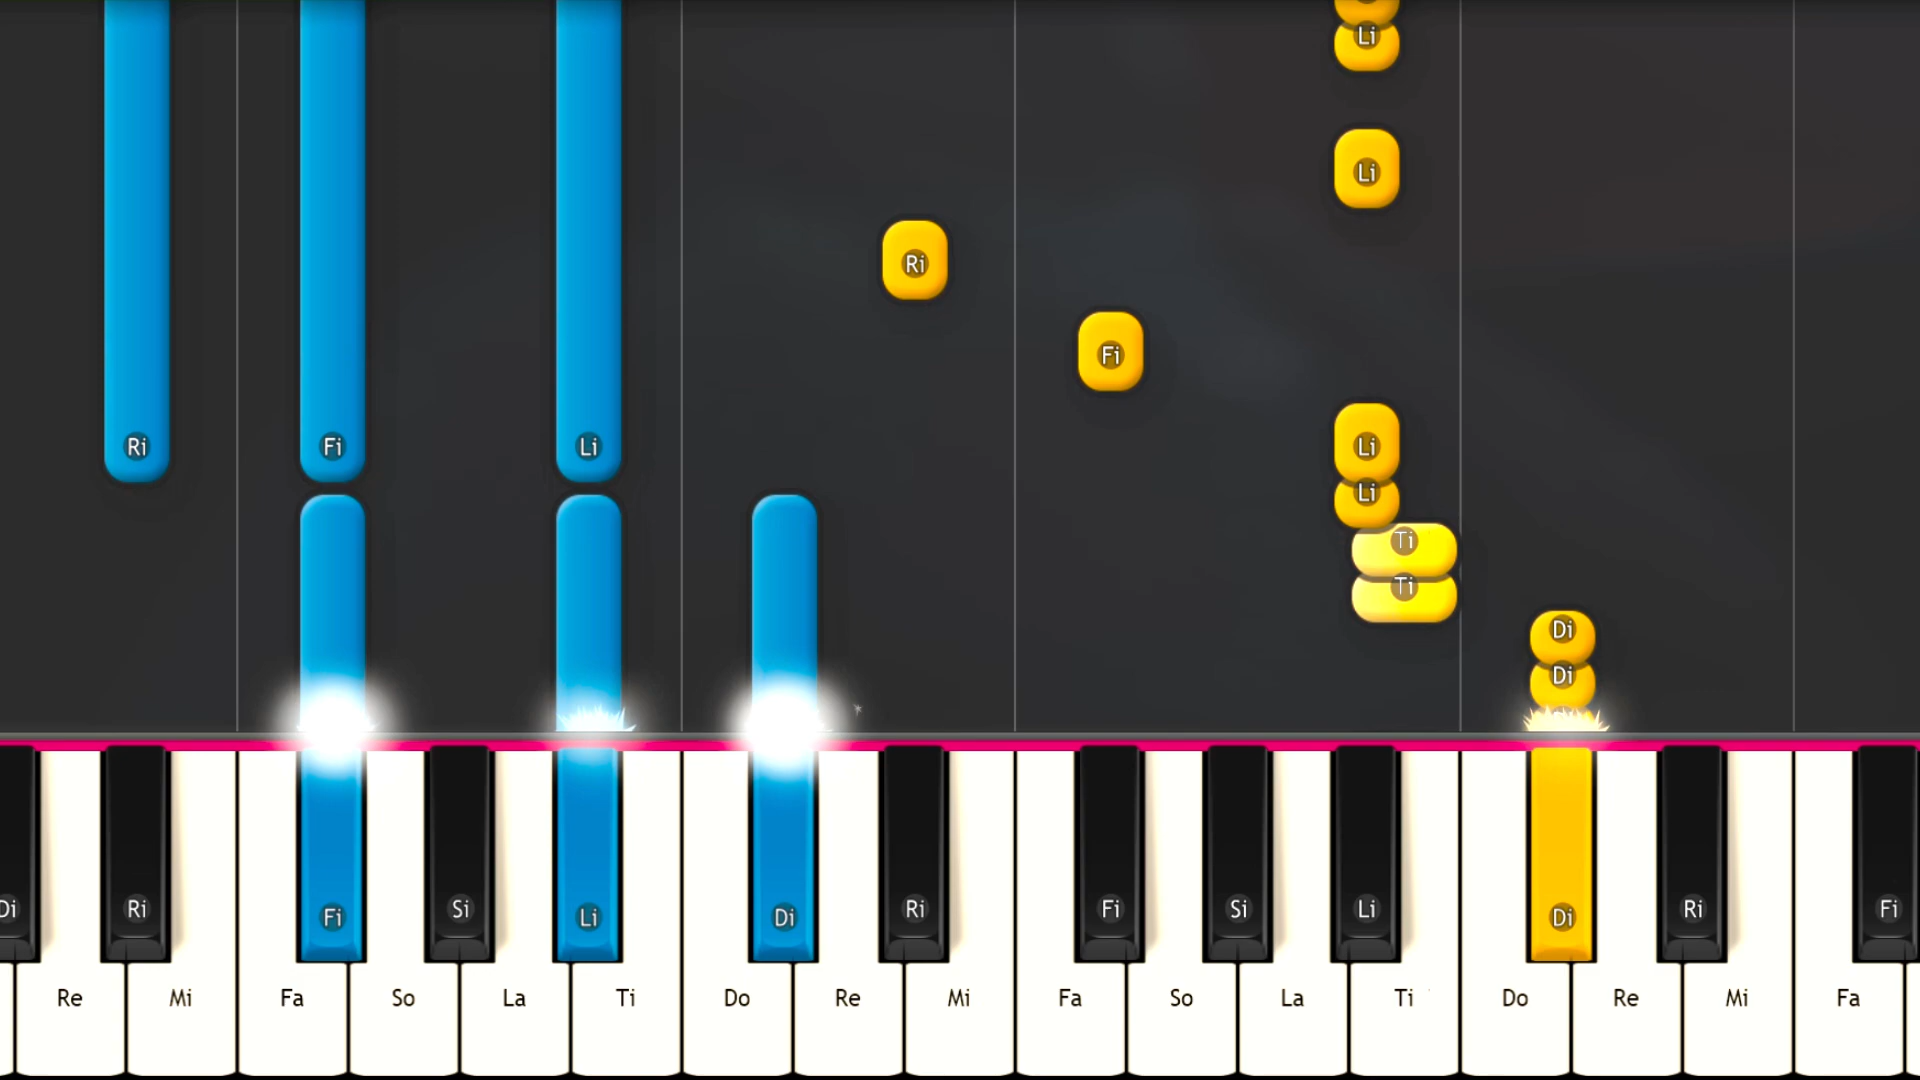 Li
Li
Ri
Fi
Ri Fi Li Li
Li
Ti
Ti
Di
Di
Di Ri Fi Si Li Di Ri Fi Si Li Di Ri Fi
Re Mi Fa So La Ti Do Re Mi Fa So La Ti Do Re Mi Fa